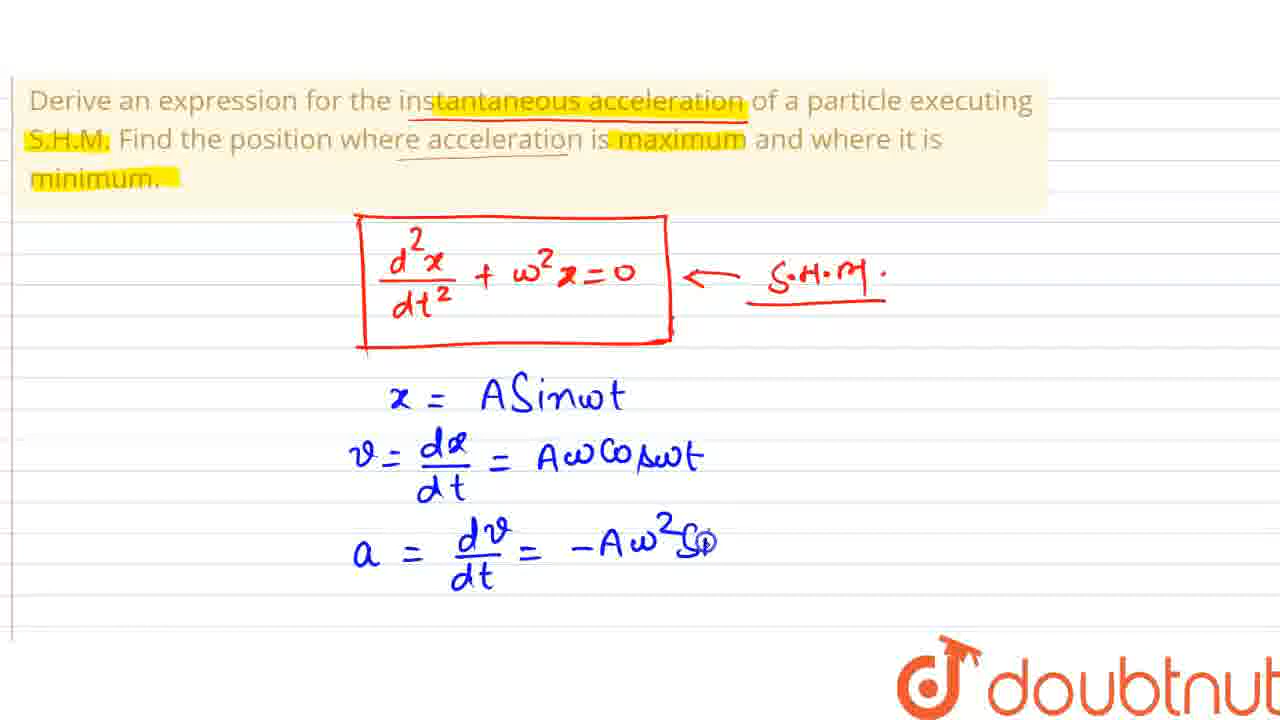 Derive an expression for the instantaneous acceleration of a particle executing
S.H.M. Find the position where acceleration is maximum and where it is
minimum.
d²x/dt² + ω²x = 0 ← S.H.M.
x = A Sinωt
v = dx/dt = Aω Cosωt
a = dv/dt = -Aω²
doubtnut